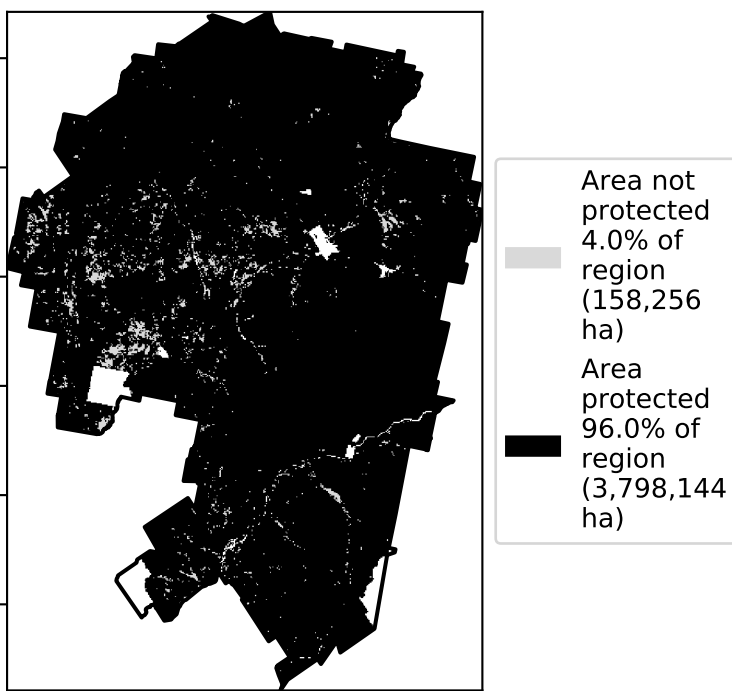 Area not
protected
4.0% of
region
(158,256
ha)
Area
protected
96.0% of
region
(3,798,144
ha)